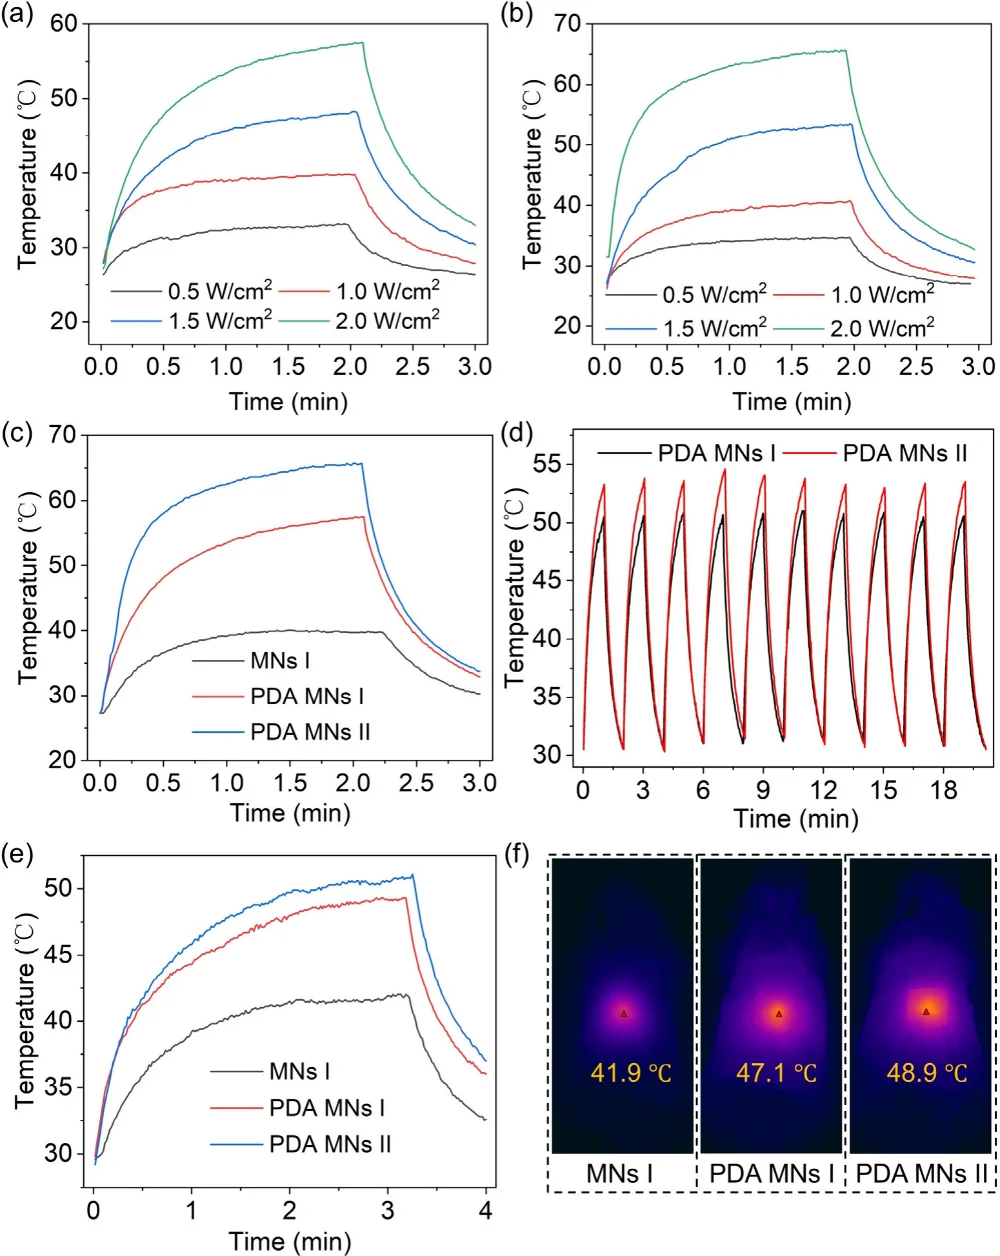 (a)
60
50
40
30
20
Temperature (℃)
0.5 W/cm² 1.0 W/cm²
1.5 W/cm² 2.0 W/cm²
0.0 0.5 1.0 1.5 2.0 2.5 3.0
Time (min)
(b)
70
60
50
40
30
20
Temperature (℃)
0.5 W/cm² 1.0 W/cm²
1.5 W/cm² 2.0 W/cm²
0.0 0.5 1.0 1.5 2.0 2.5 3.0
Time (min)
(c)
70
60
50
40
30
20
Temperature (℃)
MNs I
PDA MNs I
PDA MNs II
0.0 0.5 1.0 1.5 2.0 2.5 3.0
Time (min)
(d)
55
50
45
40
35
30
Temperature (℃)
PDA MNs I PDA MNs II
0 3 6 9 12 15 18
Time (min)
(e)
50
45
40
35
30
Temperature (℃)
MNs I
PDA MNs I
PDA MNs II
0 1 2 3 4
Time (min)
(f)
41.9 ℃ 47.1 ℃ 48.9 ℃
MNs I PDA MNs I PDA MNs II